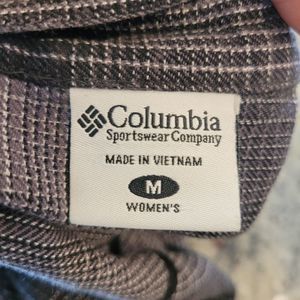 Columbia
Sportswear Company
MADE IN VIETNAM
M
WOMEN'S